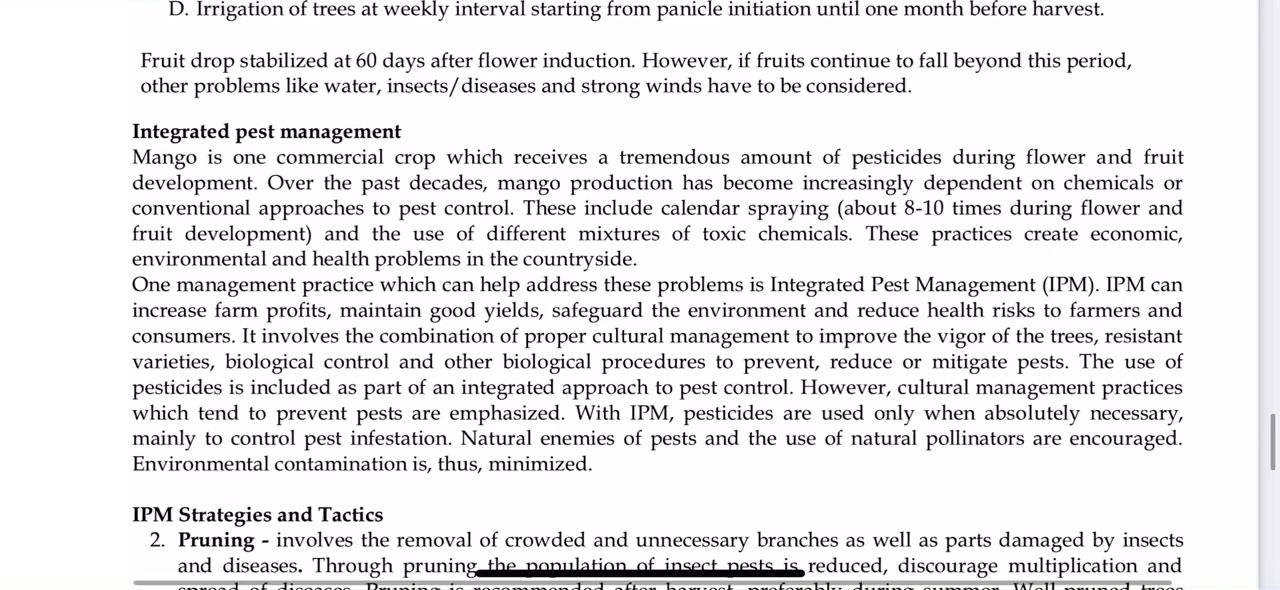 D. Irrigation of trees at weekly interval starting from panicle initiation until one month before harvest.
Fruit drop stabilized at 60 days after flower induction. However, if fruits continue to fall beyond this period,
other problems like water, insects/diseases and strong winds have to be considered.
Integrated pest management
Mango is one commercial crop which receives a tremendous amount of pesticides during flower and fruit
development. Over the past decades, mango production has become increasingly dependent on chemicals or
conventional approaches to pest control. These include calendar spraying (about 8-10 times during flower and
fruit development) and the use of different mixtures of toxic chemicals. These practices create economic,
environmental and health problems in the countryside.
One management practice which can help address these problems is Integrated Pest Management (IPM). IPM can
increase farm profits, maintain good yields, safeguard the environment and reduce health risks to farmers and
consumers. It involves the combination of proper cultural management to improve the vigor of the trees, resistant
varieties, biological control and other biological procedures to prevent, reduce or mitigate pests. The use of
pesticides is included as part of an integrated approach to pest control. However, cultural management practices
which tend to prevent pests are emphasized. With IPM, pesticides are used only when absolutely necessary,
mainly to control pest infestation. Natural enemies of pests and the use of natural pollinators are encouraged.
Environmental contamination is, thus, minimized.
IPM Strategies and Tactics
2. Pruning - involves the removal of crowded and unnecessary branches as well as parts damaged by insects
and diseases. Through pruning the population of insect pests is reduced, discourage multiplication and
spread of diseases. Pruning is recommended after harvest, preferably during summer. Well pruned trees